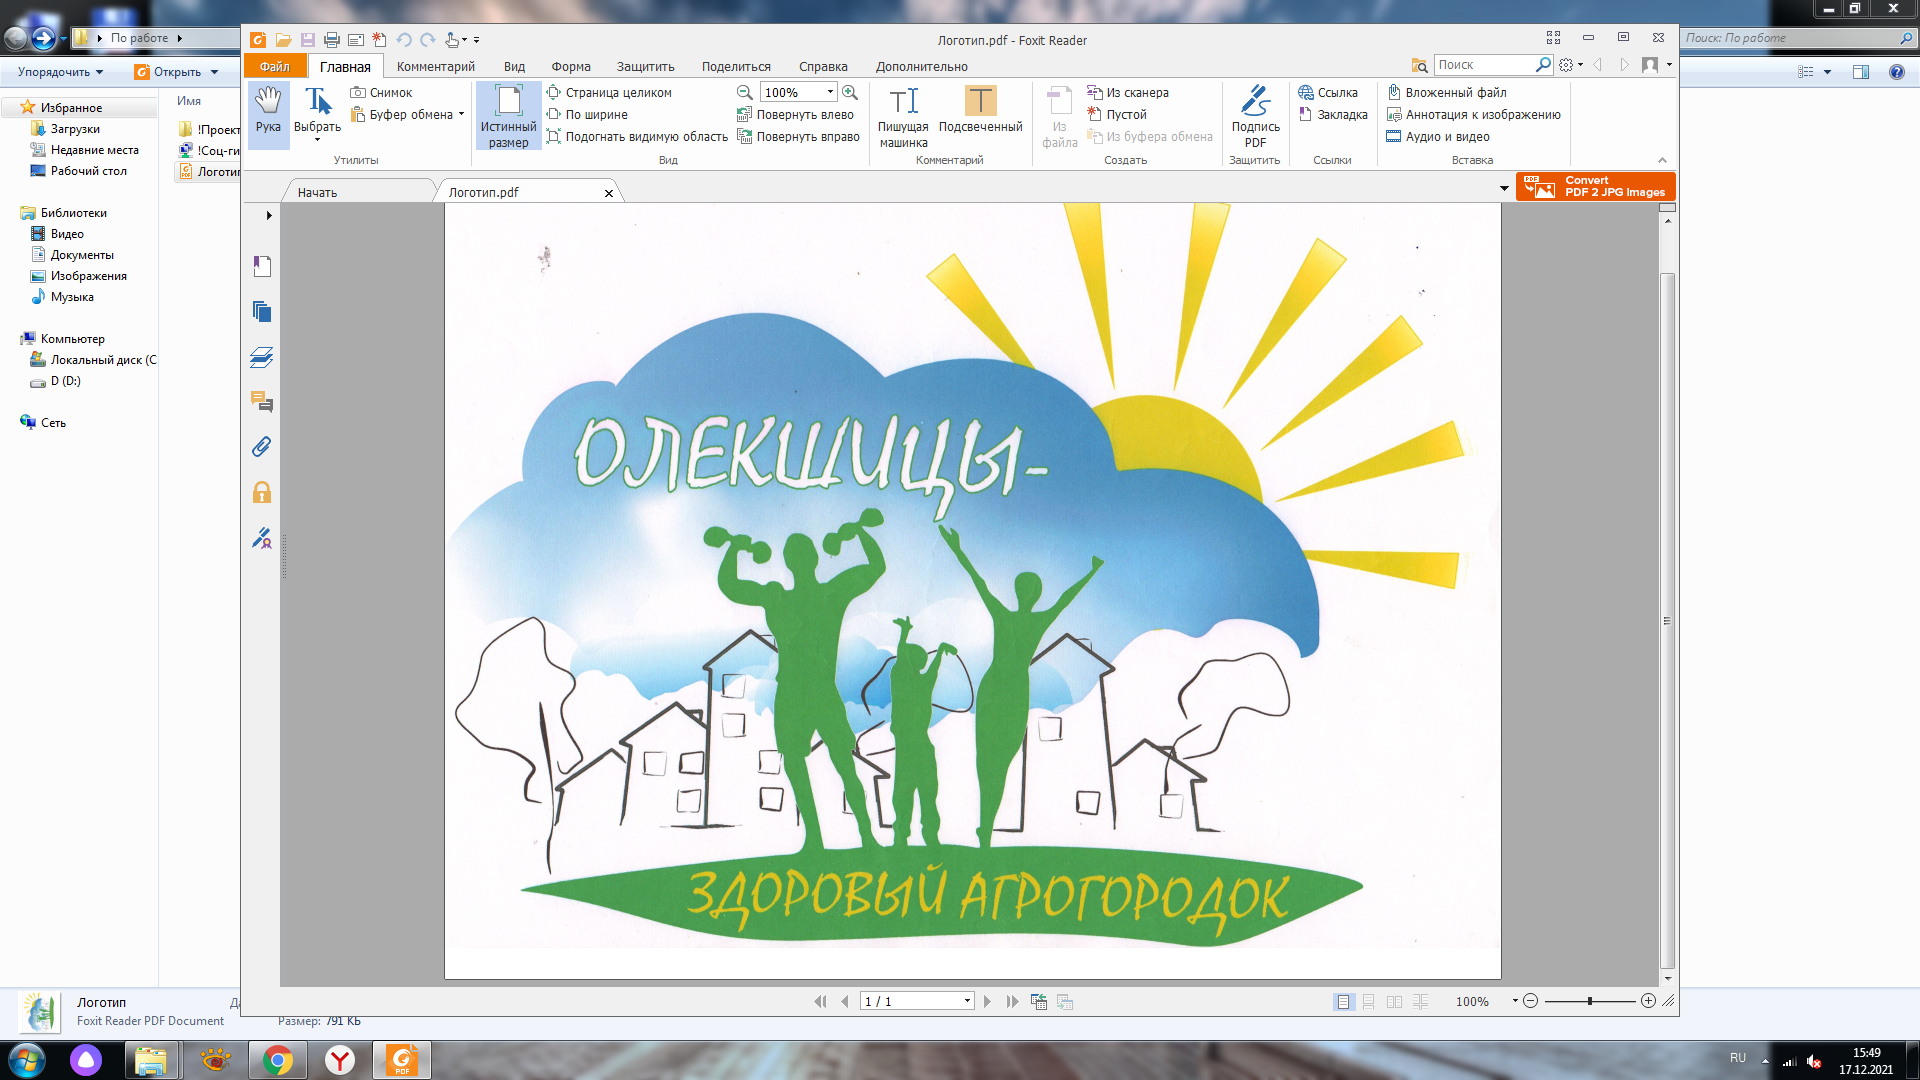 Логотип.pdf - Foxit Reader
По работе
Поиск: По работе
Файл Главная Комментарий Вид Форма Защитить Поделиться Справка Дополнительно
Поиск
Упорядочить
Открыть
Рука
Выбрать
Снимок
Буфер обмена
Утилиты
Истинный размер
Страница целиком
По ширине
Подогнать видимую область
100%
Повернуть влево
Повернуть вправо
Вид
Пишущая машинка
Подсвеченный
Комментарий
Из файла
Из сканера
Пустой
Из буфера обмена
Создать
Подпись PDF
Защитить
Ссылка
Закладка
Ссылки
Вложенный файл
Аннотация к изображению
Аудио и видео
Вставка
Начать
Логотип.pdf
Convert
PDF 2 JPG Images
Имя
!Проект
!Соц-ги
Логотип
Избранное
Загрузки
Недавние места
Рабочий стол
Библиотеки
Видео
Документы
Изображения
Музыка
Компьютер
Локальный диск (C
D (D:)
Сеть
ОЛЕКШИЦЫ-
ЗДОРОВЫЙ АГРОГОРОДОК
1 / 1
100%
Логотип
Foxit Reader PDF Document
Размер: 791 КБ
RU
15:49
17.12.2021